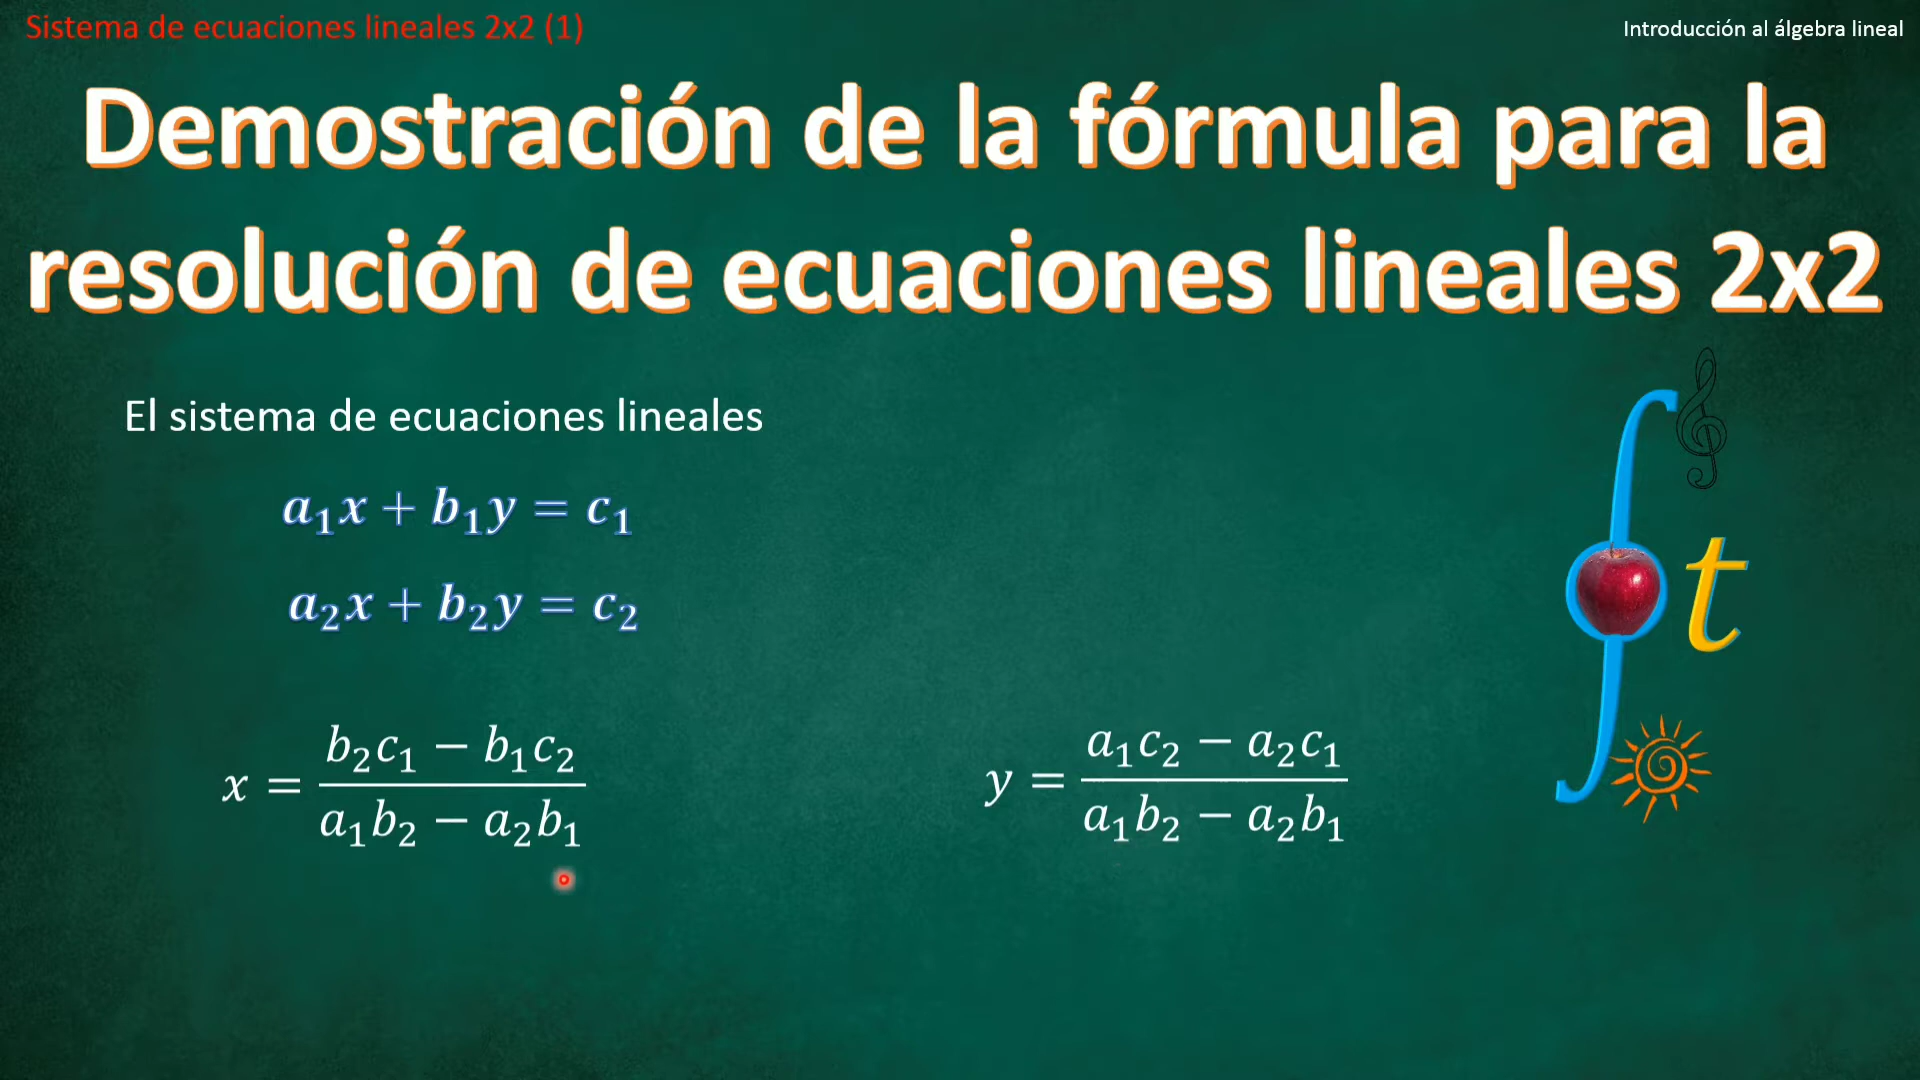 Sistema de ecuaciones lineales 2x2 (1)
Introducción al álgebra lineal
Demostración de la fórmula para la
resolución de ecuaciones lineales 2x2
El sistema de ecuaciones lineales
a₁x + b₁y = c₁
a₂x + b₂y = c₂
x = (b₂c₁ − b₁c₂) / (a₁b₂ − a₂b₁)
y = (a₁c₂ − a₂c₁) / (a₁b₂ − a₂b₁)
t